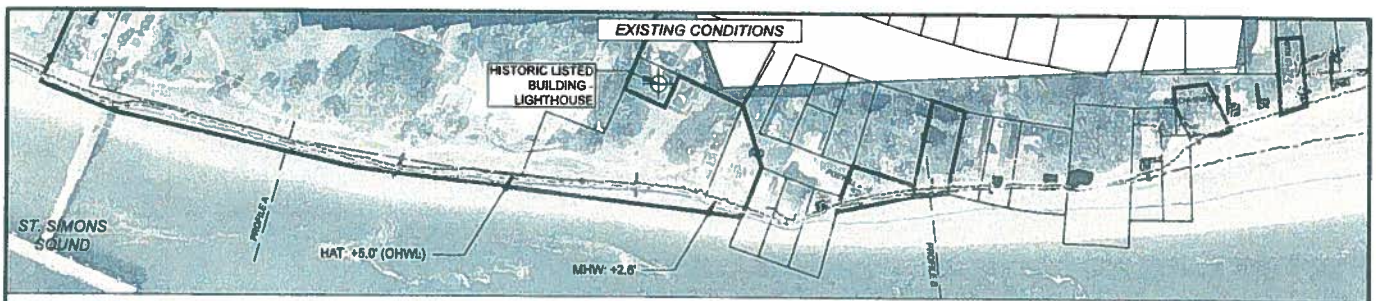 EXISTING CONDITIONS
HISTORIC LISTED
BUILDING -
LIGHTHOUSE
ST. SIMONS
SOUND
PROFILE A
HAT: +5.0' (OHWL)
MHW: +2.6'
PROFILE B